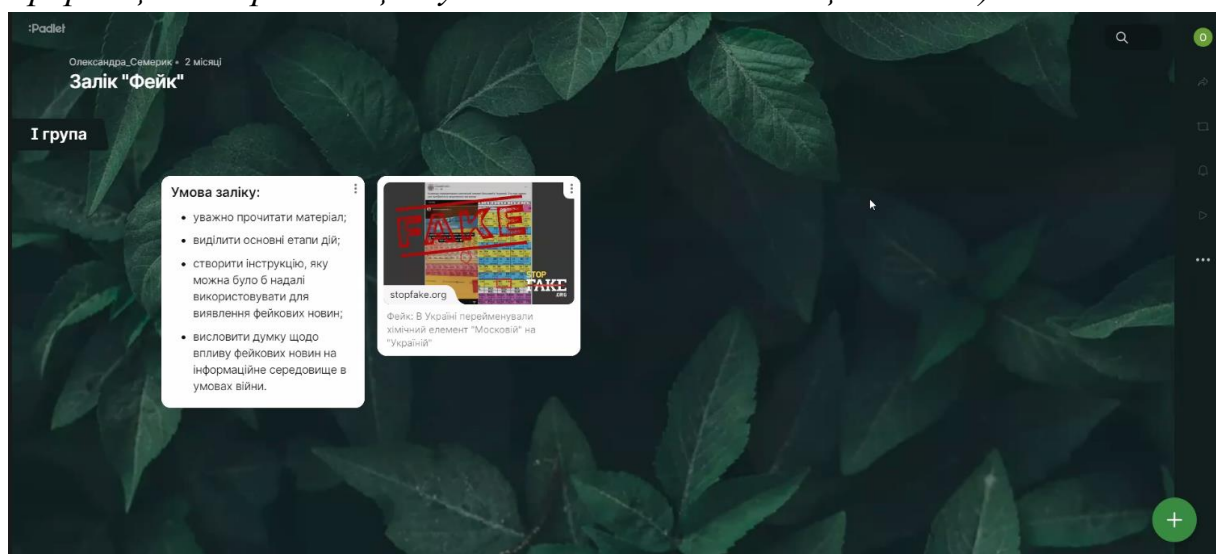 :Padlet
Олександра_Семерик • 2 місяці
Залік "Фейк"
І група
Умова заліку:
• уважно прочитати матеріал;
• виділити основні етапи дій;
• створити інструкцію, яку
можна було б надалі
використовувати для
виявлення фейкових новин;
• висловити думку щодо
впливу фейкових новин на
інформаційне середовище в
умовах війни.
FAKE
STOP
FAKE
.ORG
stopfake.org
Фейк: В Україні перейменували
хімічний елемент "Московій" на
"Україній"
O